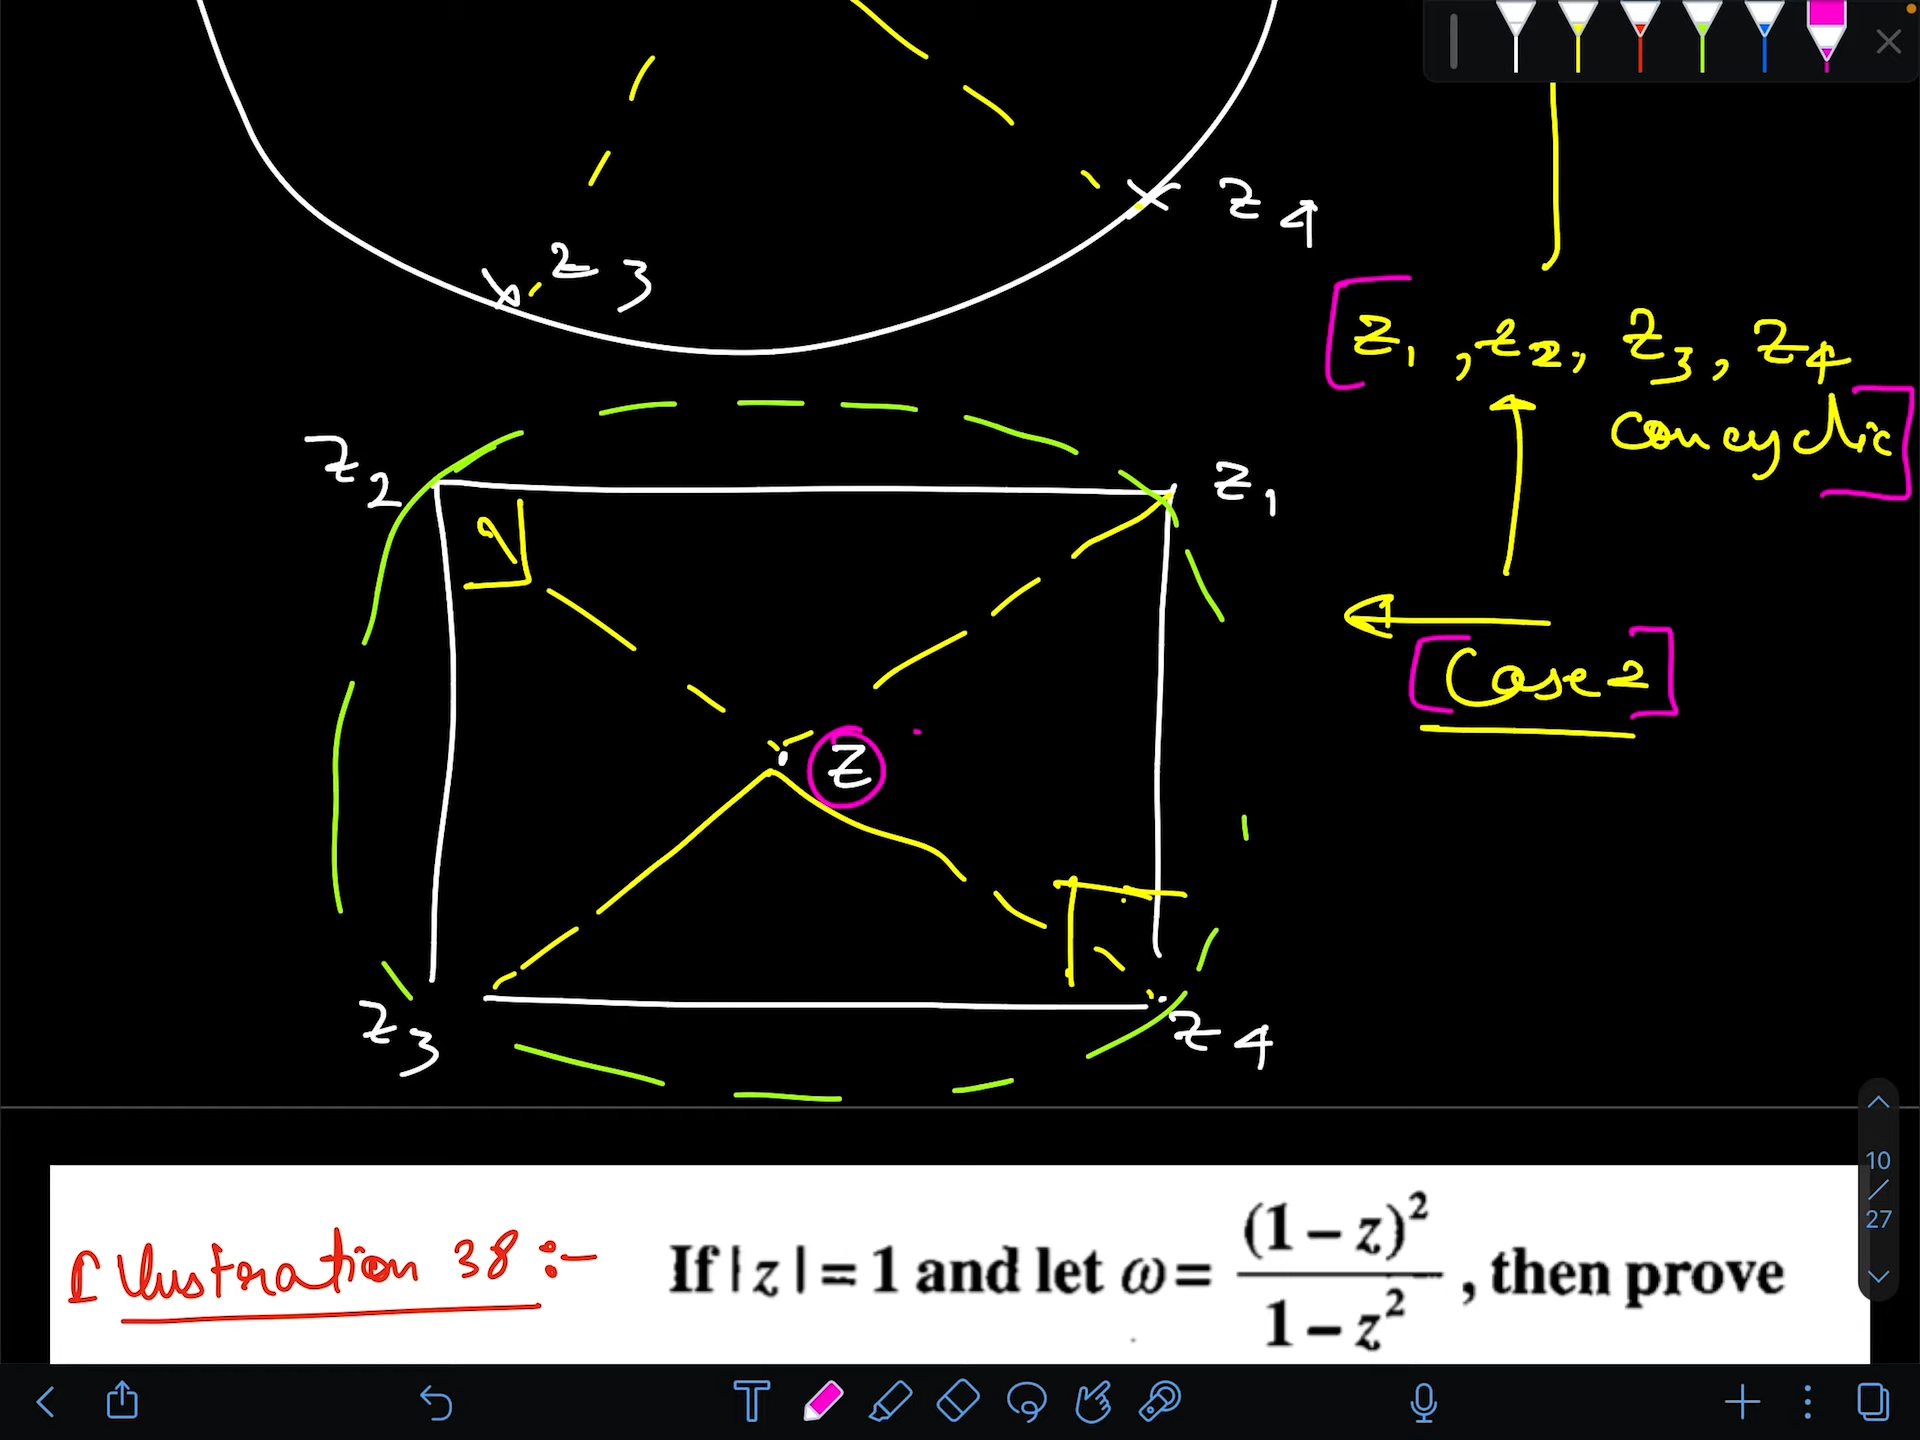 z4
z3
z1, z2, z3, z4
concyclic
z2
z1
Case 2
z
z3
z4
10
/
27
Illustration 38 :- If | z | = 1 and let ω = (1 – z)² / 1 – z² , then prove
T